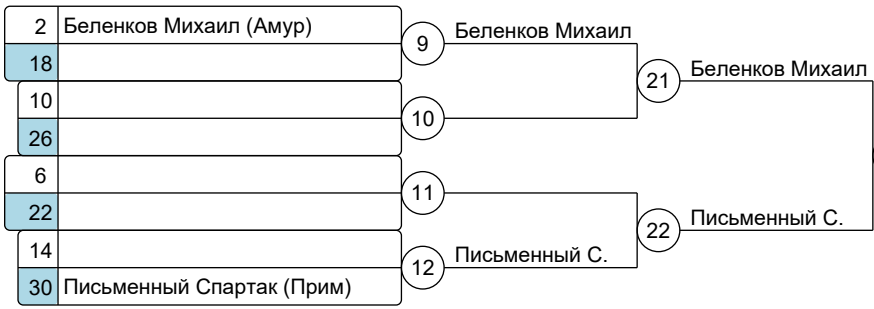 2 Беленков Михаил (Амур)
9 Беленков Михаил
18
21 Беленков Михаил
10
10
26
6
11
22
22 Письменный С.
14
12 Письменный С.
30 Письменный Спартак (Прим)